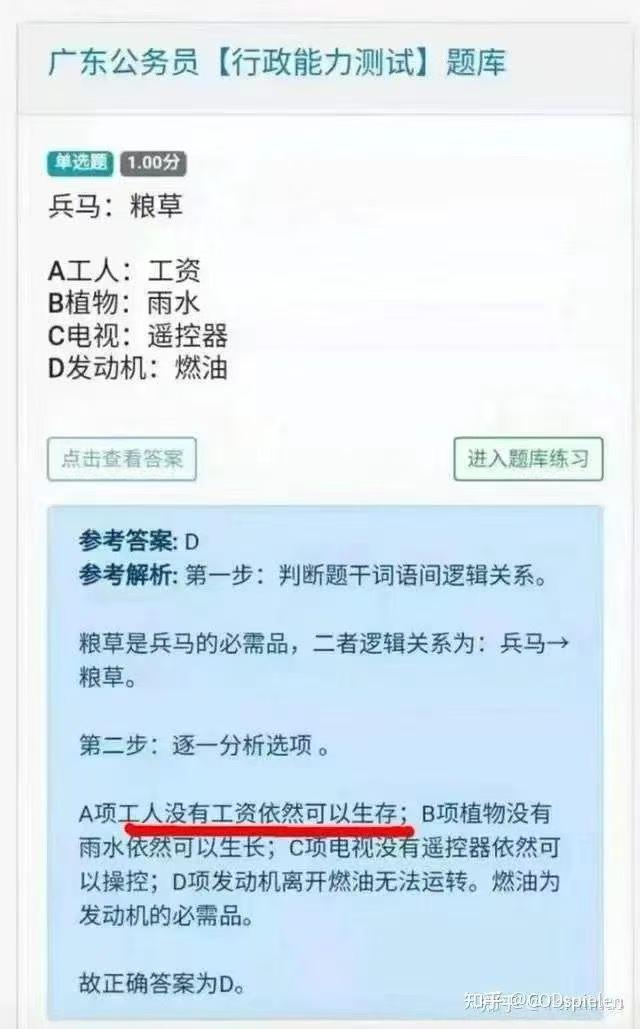 广东公务员【行政能力测试】题库
单选题 1.00分
兵马：粮草
A工人：工资
B植物：雨水
C电视：遥控器
D发动机：燃油
点击查看答案 进入题库练习
参考答案: D
参考解析: 第一步：判断题干词语间逻辑关系。
粮草是兵马的必需品，二者逻辑关系为：兵马→
粮草。
第二步：逐一分析选项 。
A项工人没有工资依然可以生存；B项植物没有
雨水依然可以生长；C项电视没有遥控器依然可
以操控；D项发动机离开燃油无法运转。燃油为
发动机的必需品。
故正确答案为D。
知乎